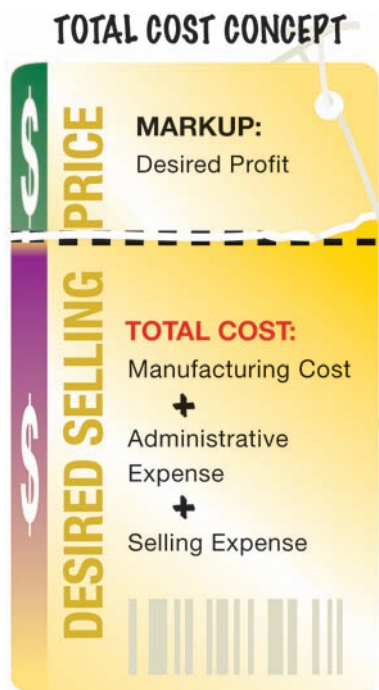 TOTAL COST CONCEPT
$
DESIRED SELLING PRICE
MARKUP:
Desired Profit
$
TOTAL COST:
Manufacturing Cost
+
Administrative
Expense
+
Selling Expense